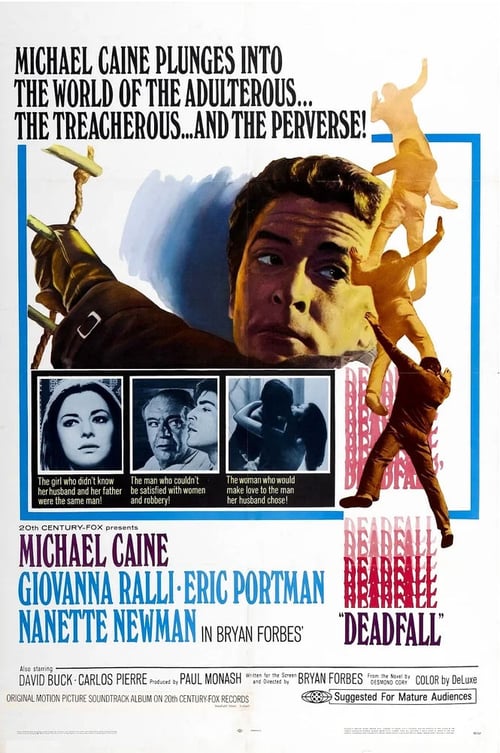 MICHAEL CAINE PLUNGES INTO
THE WORLD OF THE ADULTEROUS...
THE TREACHEROUS...AND THE PERVERSE!
The girl who didn't know
her husband and her father
were the same man!
The man who couldn't
be satisfied with women
and robbery!
The woman who would
make love to the man
her husband chose!
DEADFALL
DEADFALL
DEADFALL
20th CENTURY-FOX presents
MICHAEL CAINE
GIOVANNA RALLI·ERIC PORTMAN
NANETTE NEWMAN IN BRYAN FORBES'
"DEADFALL"
Also starring
DAVID BUCK·CARLOS PIERRE
Produced by PAUL MONASH
Written for the Screen
and Directed by BRYAN FORBES
From the Novel by
DESMOND CORY
COLOR by DeLuxe
ORIGINAL MOTION PICTURE SOUNDTRACK ALBUM ON 20th CENTURY-FOX RECORDS
Suggested For Mature Audiences